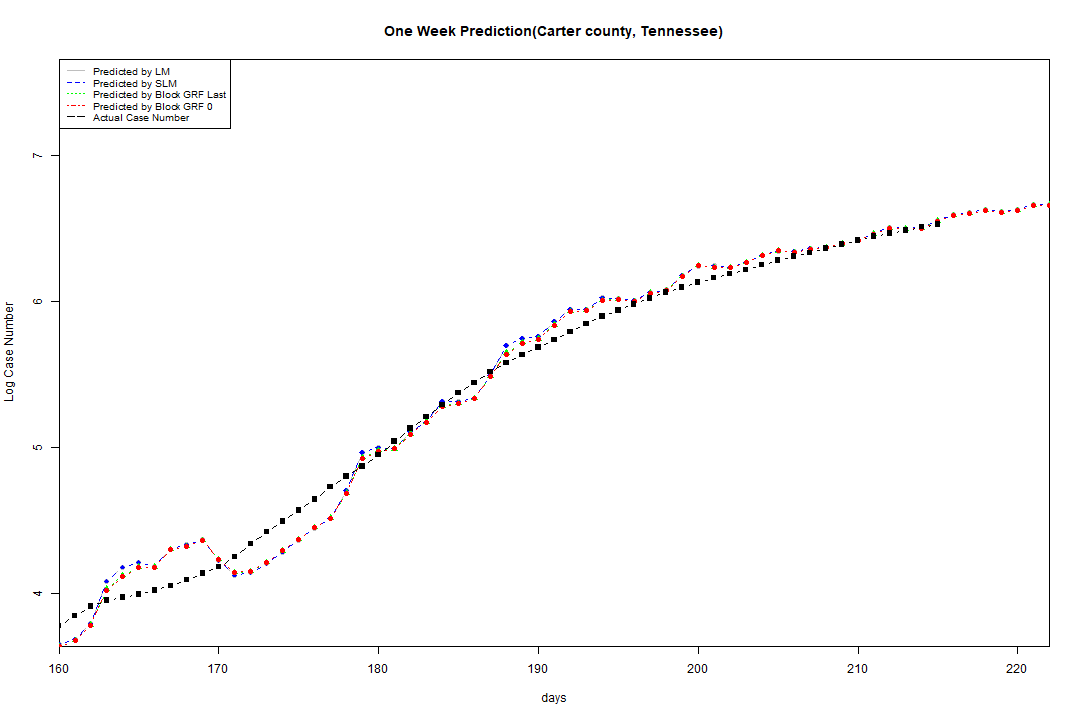 One Week Prediction(Carter county, Tennessee)
Predicted by LM
Predicted by SLM
Predicted by Block GRF Last
Predicted by Block GRF 0
Actual Case Number
7
6
5
4
Log Case Number
160 170 180 190 200 210 220
days